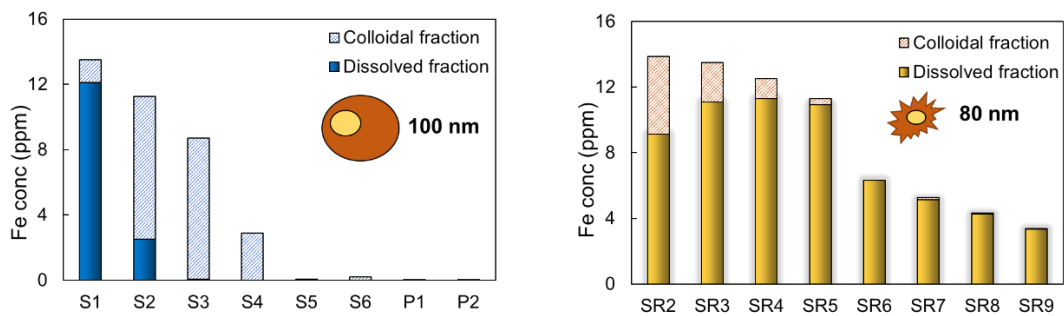 16
12
8
4
0
Fe conc (ppm)
Colloidal fraction
Dissolved fraction
100 nm
S1 S2 S3 S4 S5 S6 P1 P2
16
12
8
4
0
Fe conc (ppm)
Colloidal fraction
Dissolved fraction
80 nm
SR2 SR3 SR4 SR5 SR6 SR7 SR8 SR9